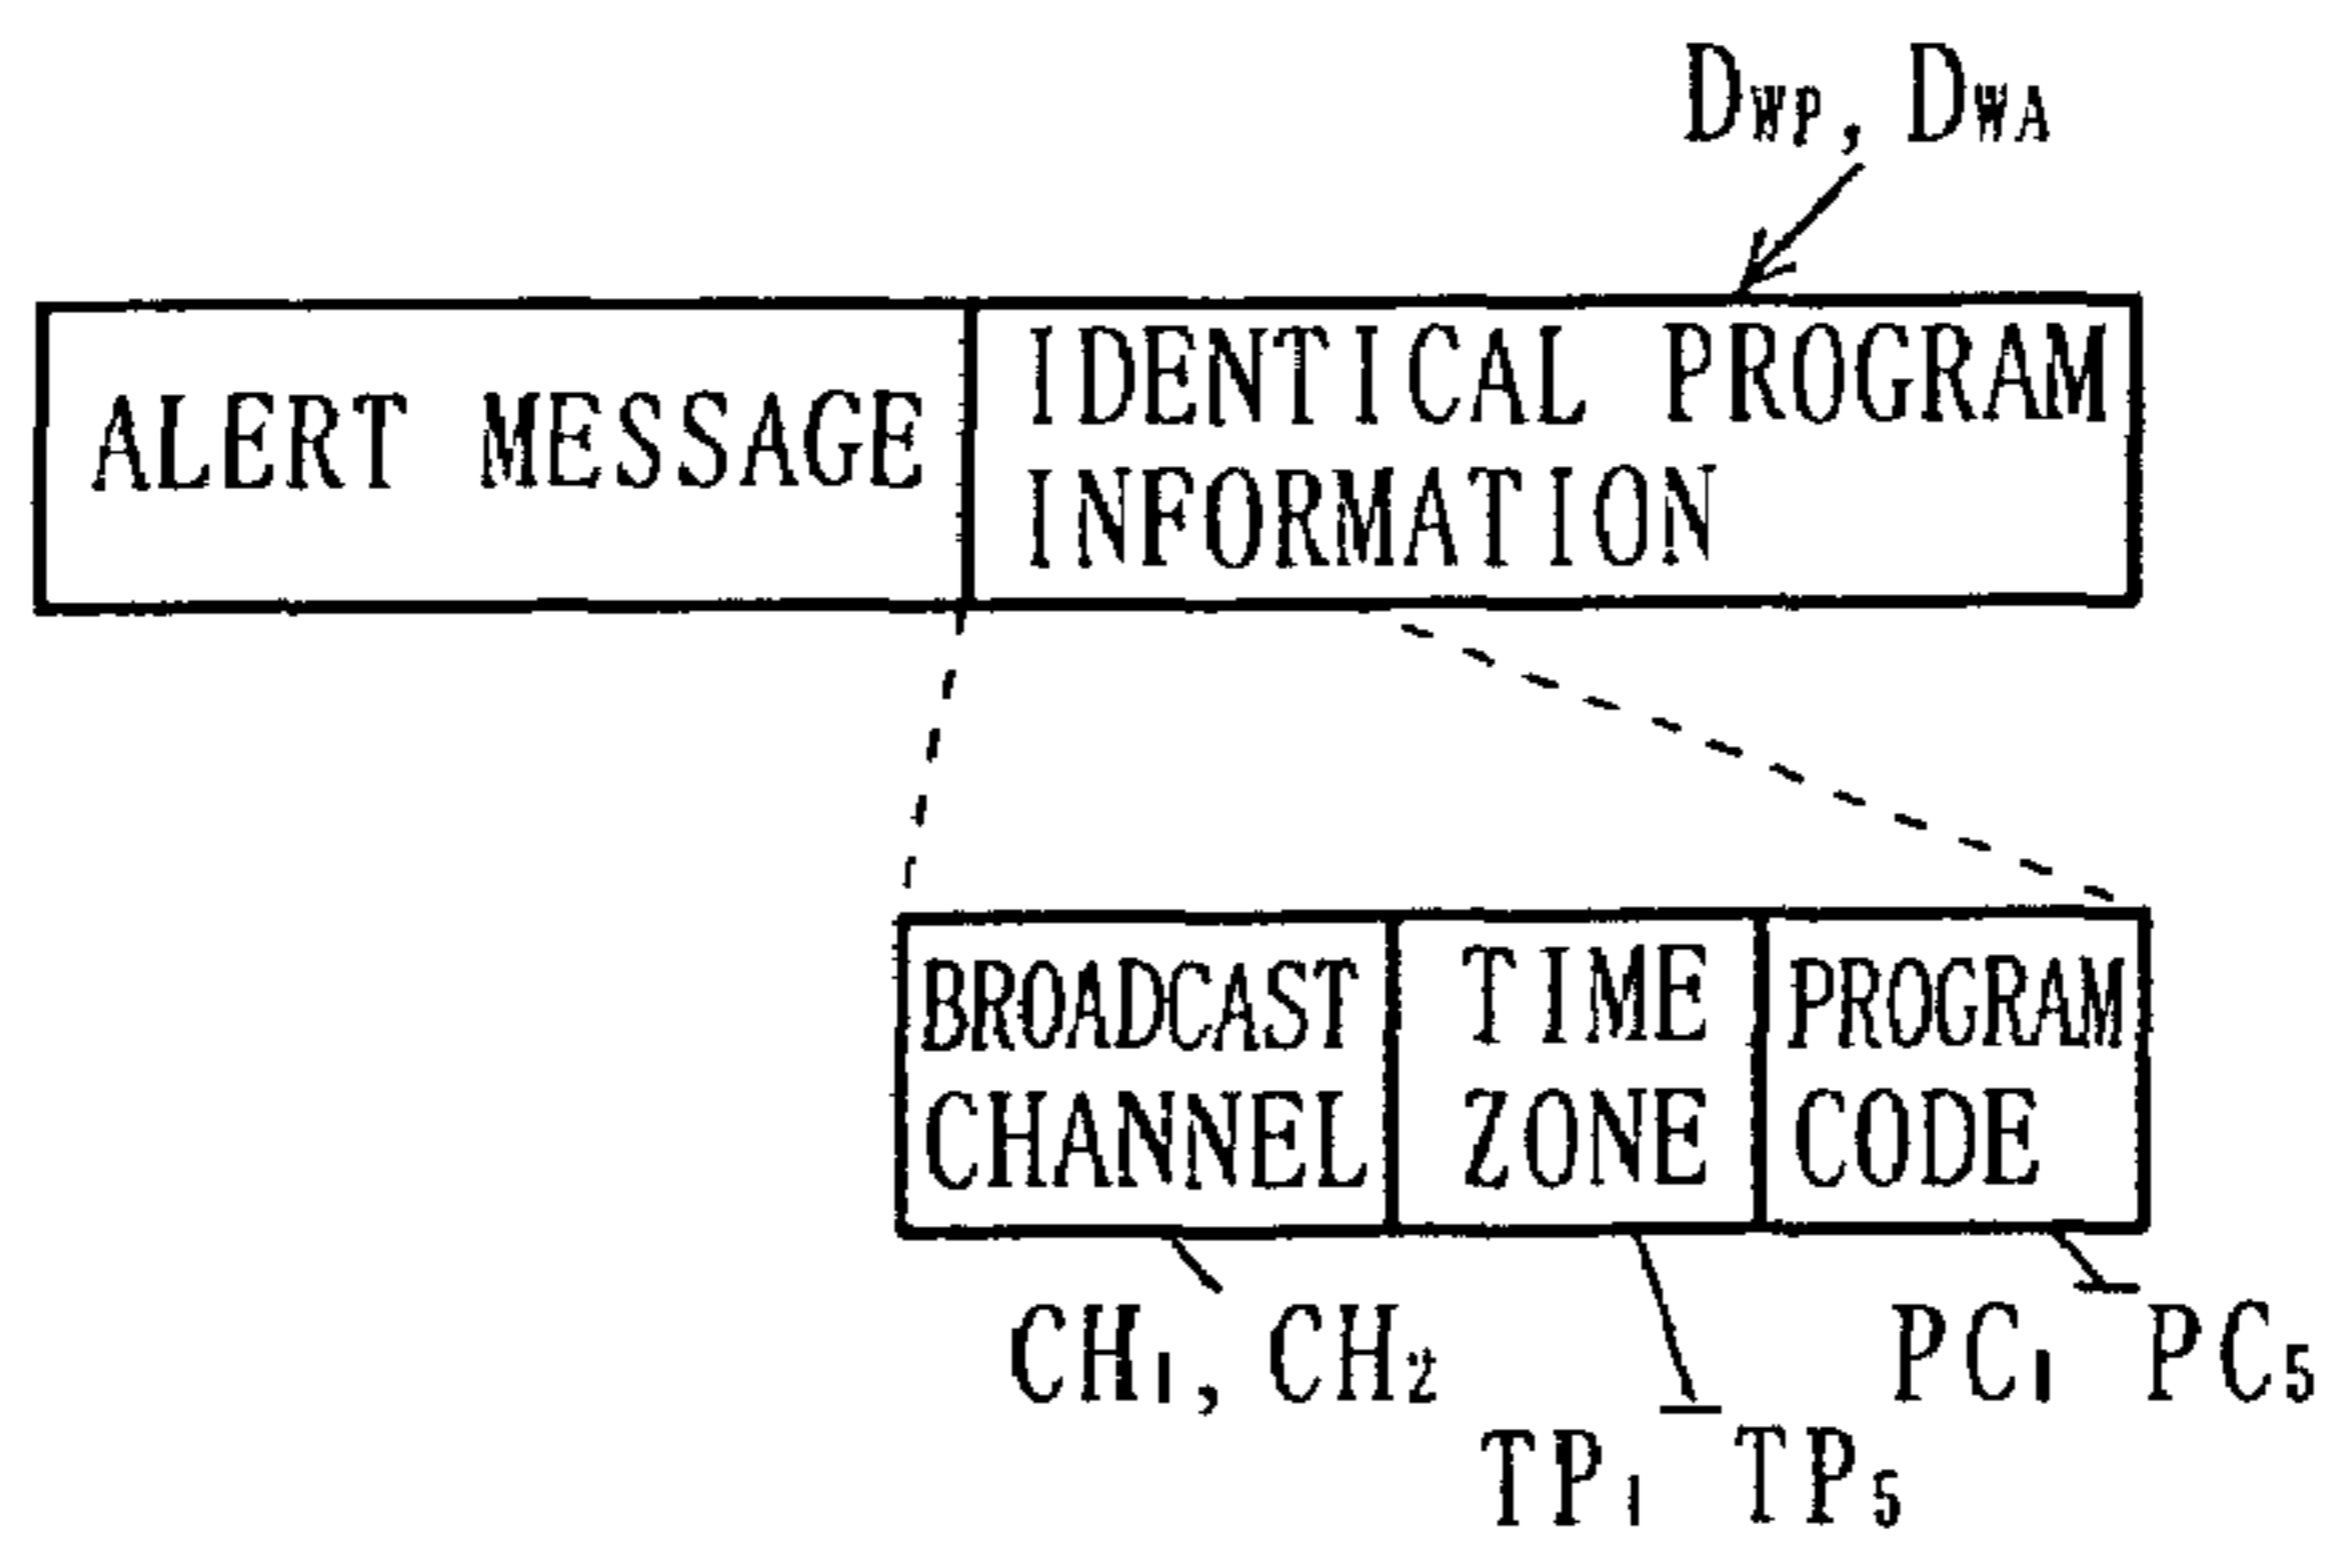 DWP, DWA
ALERT MESSAGE
IDENTICAL PROGRAM
INFORMATION
BROADCAST
CHANNEL
TIME
ZONE
PROGRAM
CODE
CH1, CH2
TP1 TP5
PC1 PC5